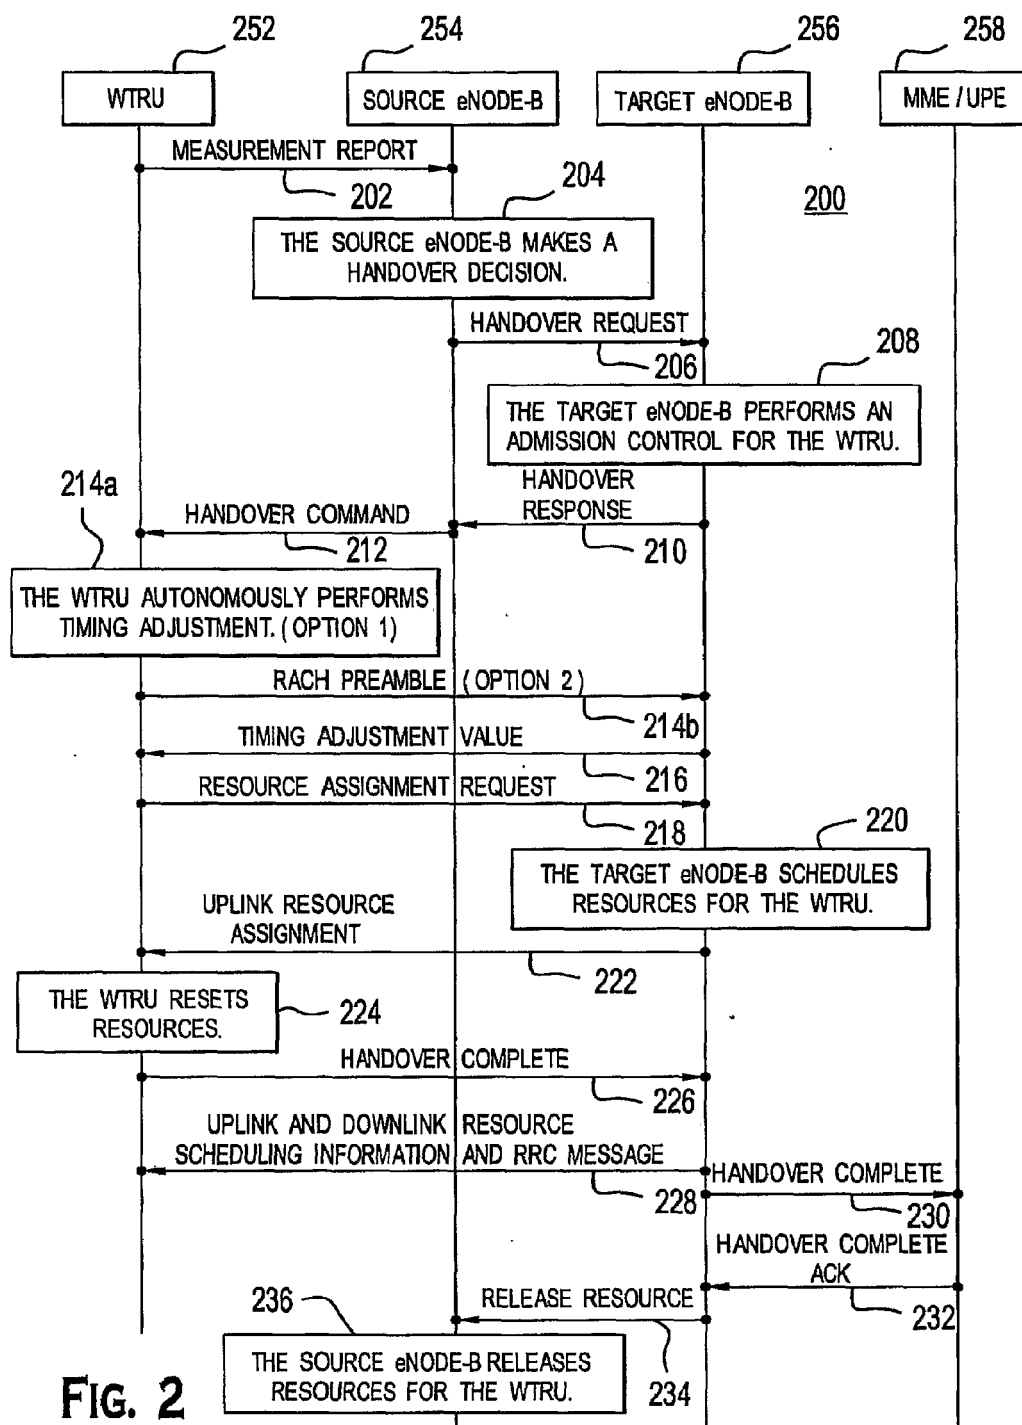 252
254
256
258
WTRU
SOURCE eNODE-B
TARGET eNODE-B
MME/UPE
MEASUREMENT REPORT
202
204
200
THE SOURCE eNODE-B MAKES A
HANDOVER DECISION.
HANDOVER REQUEST
206
208
THE TARGET eNODE-B PERFORMS AN
ADMISSION CONTROL FOR THE WTRU.
214a
HANDOVER
RESPONSE
HANDOVER COMMAND
212
210
THE WTRU AUTONOMOUSLY PERFORMS
TIMING ADJUSTMENT. (OPTION 1)
RACH PREAMBLE (OPTION 2)
214b
TIMING ADJUSTMENT VALUE
216
RESOURCE ASSIGNMENT REQUEST
218
220
THE TARGET eNODE-B SCHEDULES
RESOURCES FOR THE WTRU.
UPLINK RESOURCE
ASSIGNMENT
222
THE WTRU RESETS
RESOURCES.
224
HANDOVER COMPLETE
226
UPLINK AND DOWNLINK RESOURCE
SCHEDULING INFORMATION AND RRC MESSAGE
228
HANDOVER COMPLETE
230
HANDOVER COMPLETE
ACK
232
RELEASE RESOURCE
234
236
THE SOURCE eNODE-B RELEASES
RESOURCES FOR THE WTRU.
FIG. 2